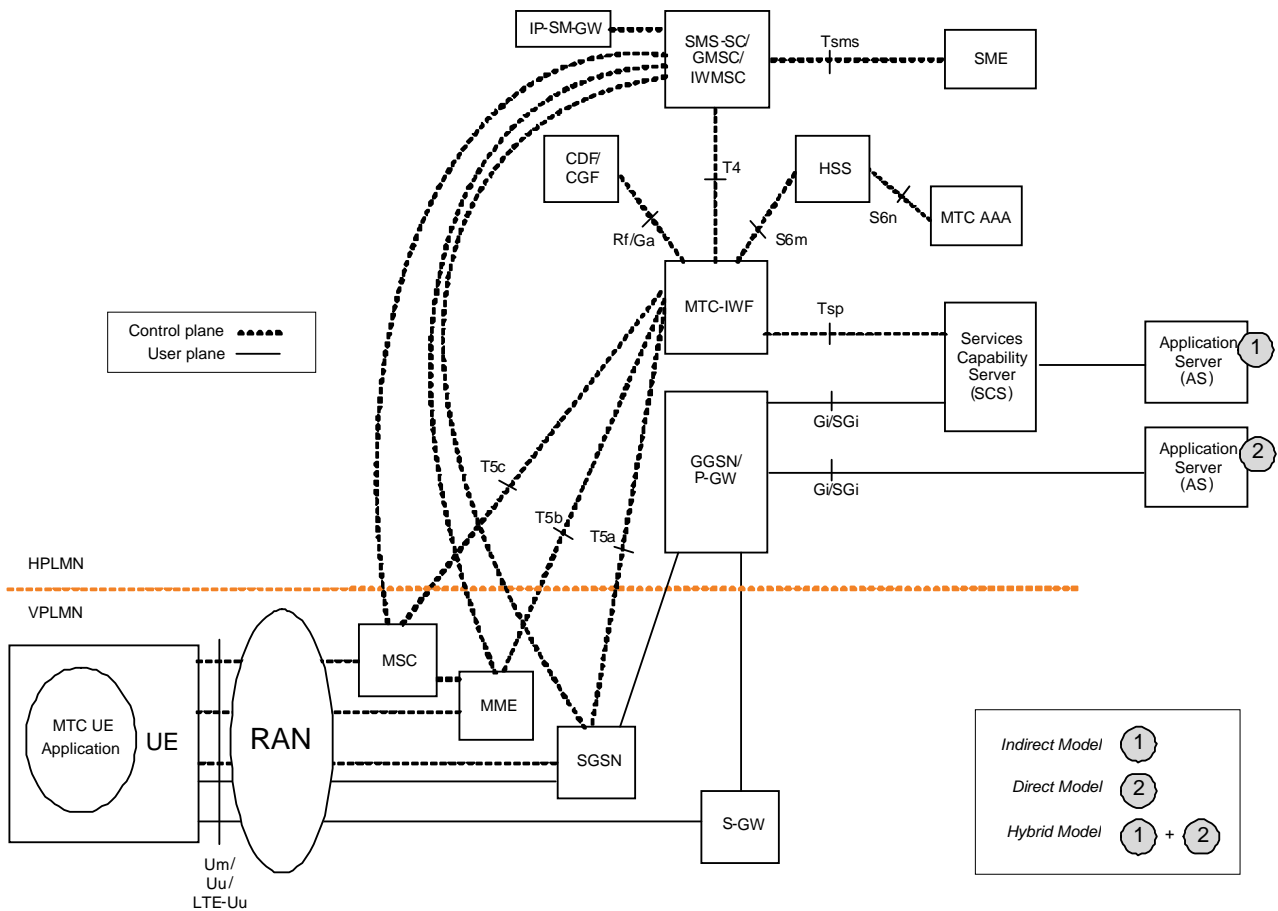 IP-SM-GW
SMS-SC/
GMSC/
IWMSC
Tsms
SME
CDF/
CGF
T4
HSS
S6n
MTC AAA
Rf/Ga
S6m
MTC-IWF
Tsp
Control plane
User plane
Services
Capability
Server
(SCS)
Application
Server
(AS)
1
Gi/SGi
GGSN/
P-GW
Gi/SGi
Application
Server
(AS)
2
T5c
T5b
T5a
HPLMN
VPLMN
MSC
MME
SGSN
S-GW
MTC UE
Application
UE
RAN
Um/
Uu/
LTE-Uu
Indirect Model 1
Direct Model 2
Hybrid Model 1 + 2